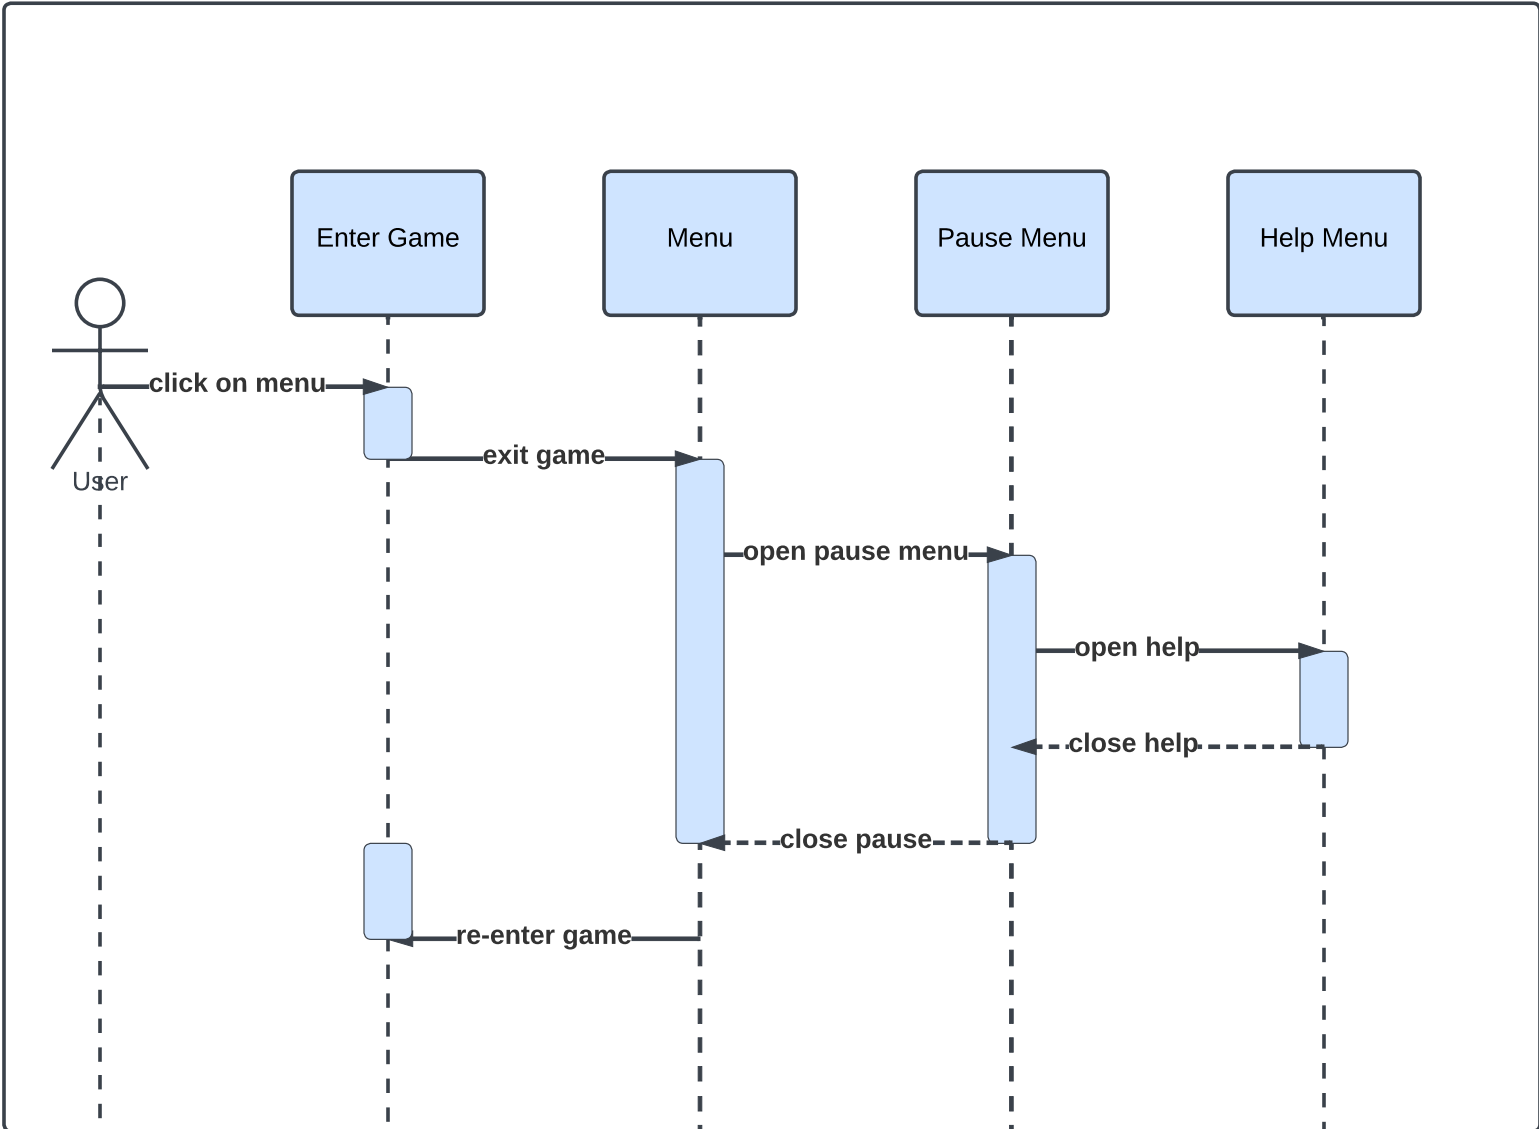 Enter Game
Menu
Pause Menu
Help Menu
click on menu
exit game
User
open pause menu
open help
close help
close pause
re-enter game